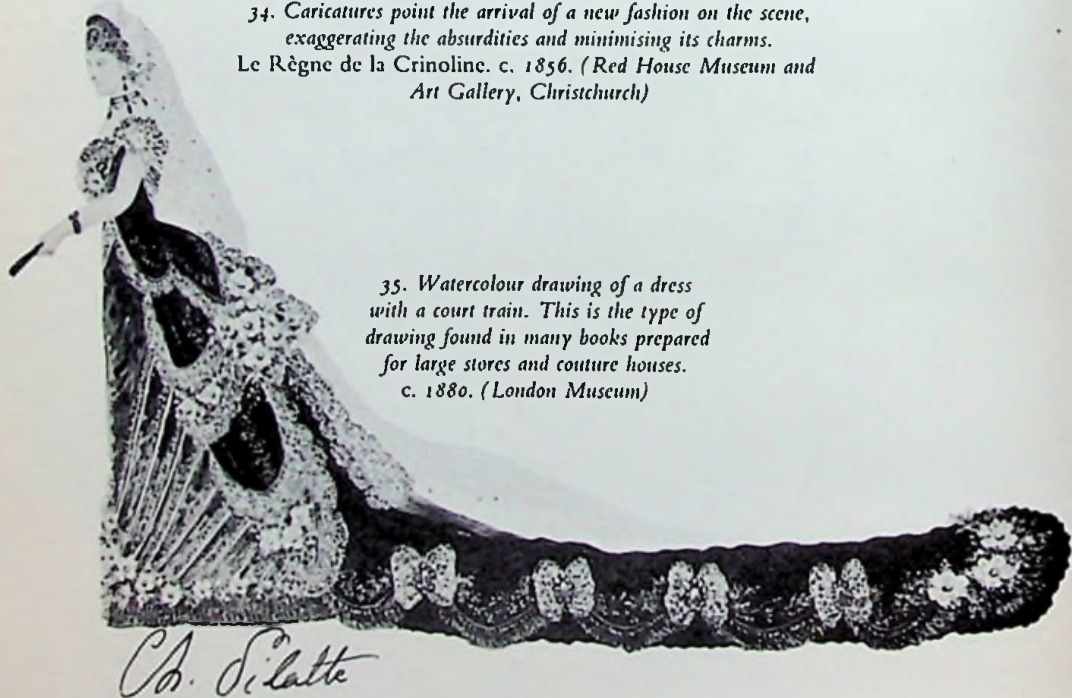 34. Caricatures point the arrival of a new fashion on the scene,
exaggerating the absurdities and minimising its charms.
Le Règne de la Crinoline. c. 1856. (Red House Museum and
Art Gallery, Christchurch)
35. Watercolour drawing of a dress
with a court train. This is the type of
drawing found in many books prepared
for large stores and couture houses.
c. 1880. (London Museum)
Ch.